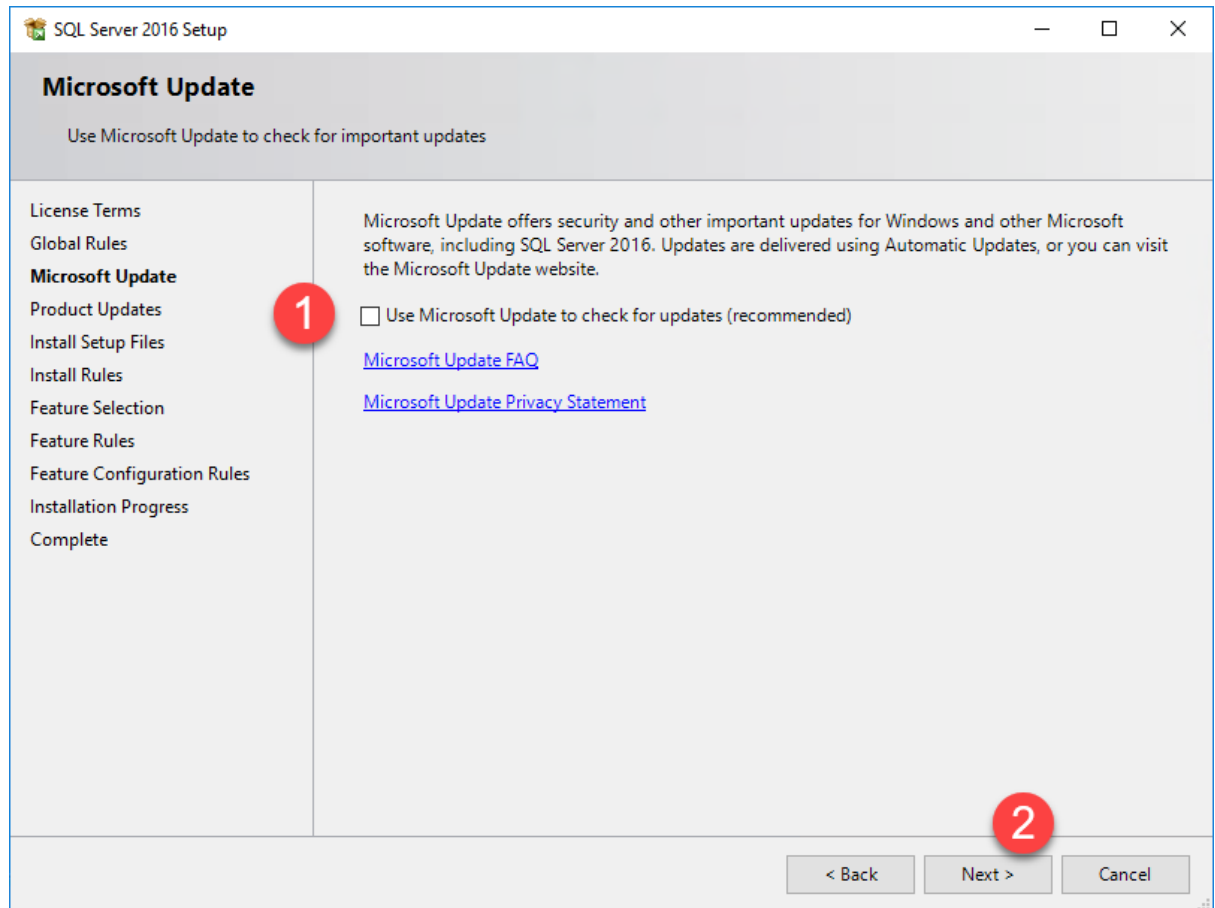 SQL Server 2016 Setup
Microsoft Update
Use Microsoft Update to check for important updates
License Terms
Global Rules
Microsoft Update
Product Updates
Install Setup Files
Install Rules
Feature Selection
Feature Rules
Feature Configuration Rules
Installation Progress
Complete
Microsoft Update offers security and other important updates for Windows and other Microsoft
software, including SQL Server 2016. Updates are delivered using Automatic Updates, or you can visit
the Microsoft Update website.
1
Use Microsoft Update to check for updates (recommended)
Microsoft Update FAQ
Microsoft Update Privacy Statement
2
< Back
Next >
Cancel